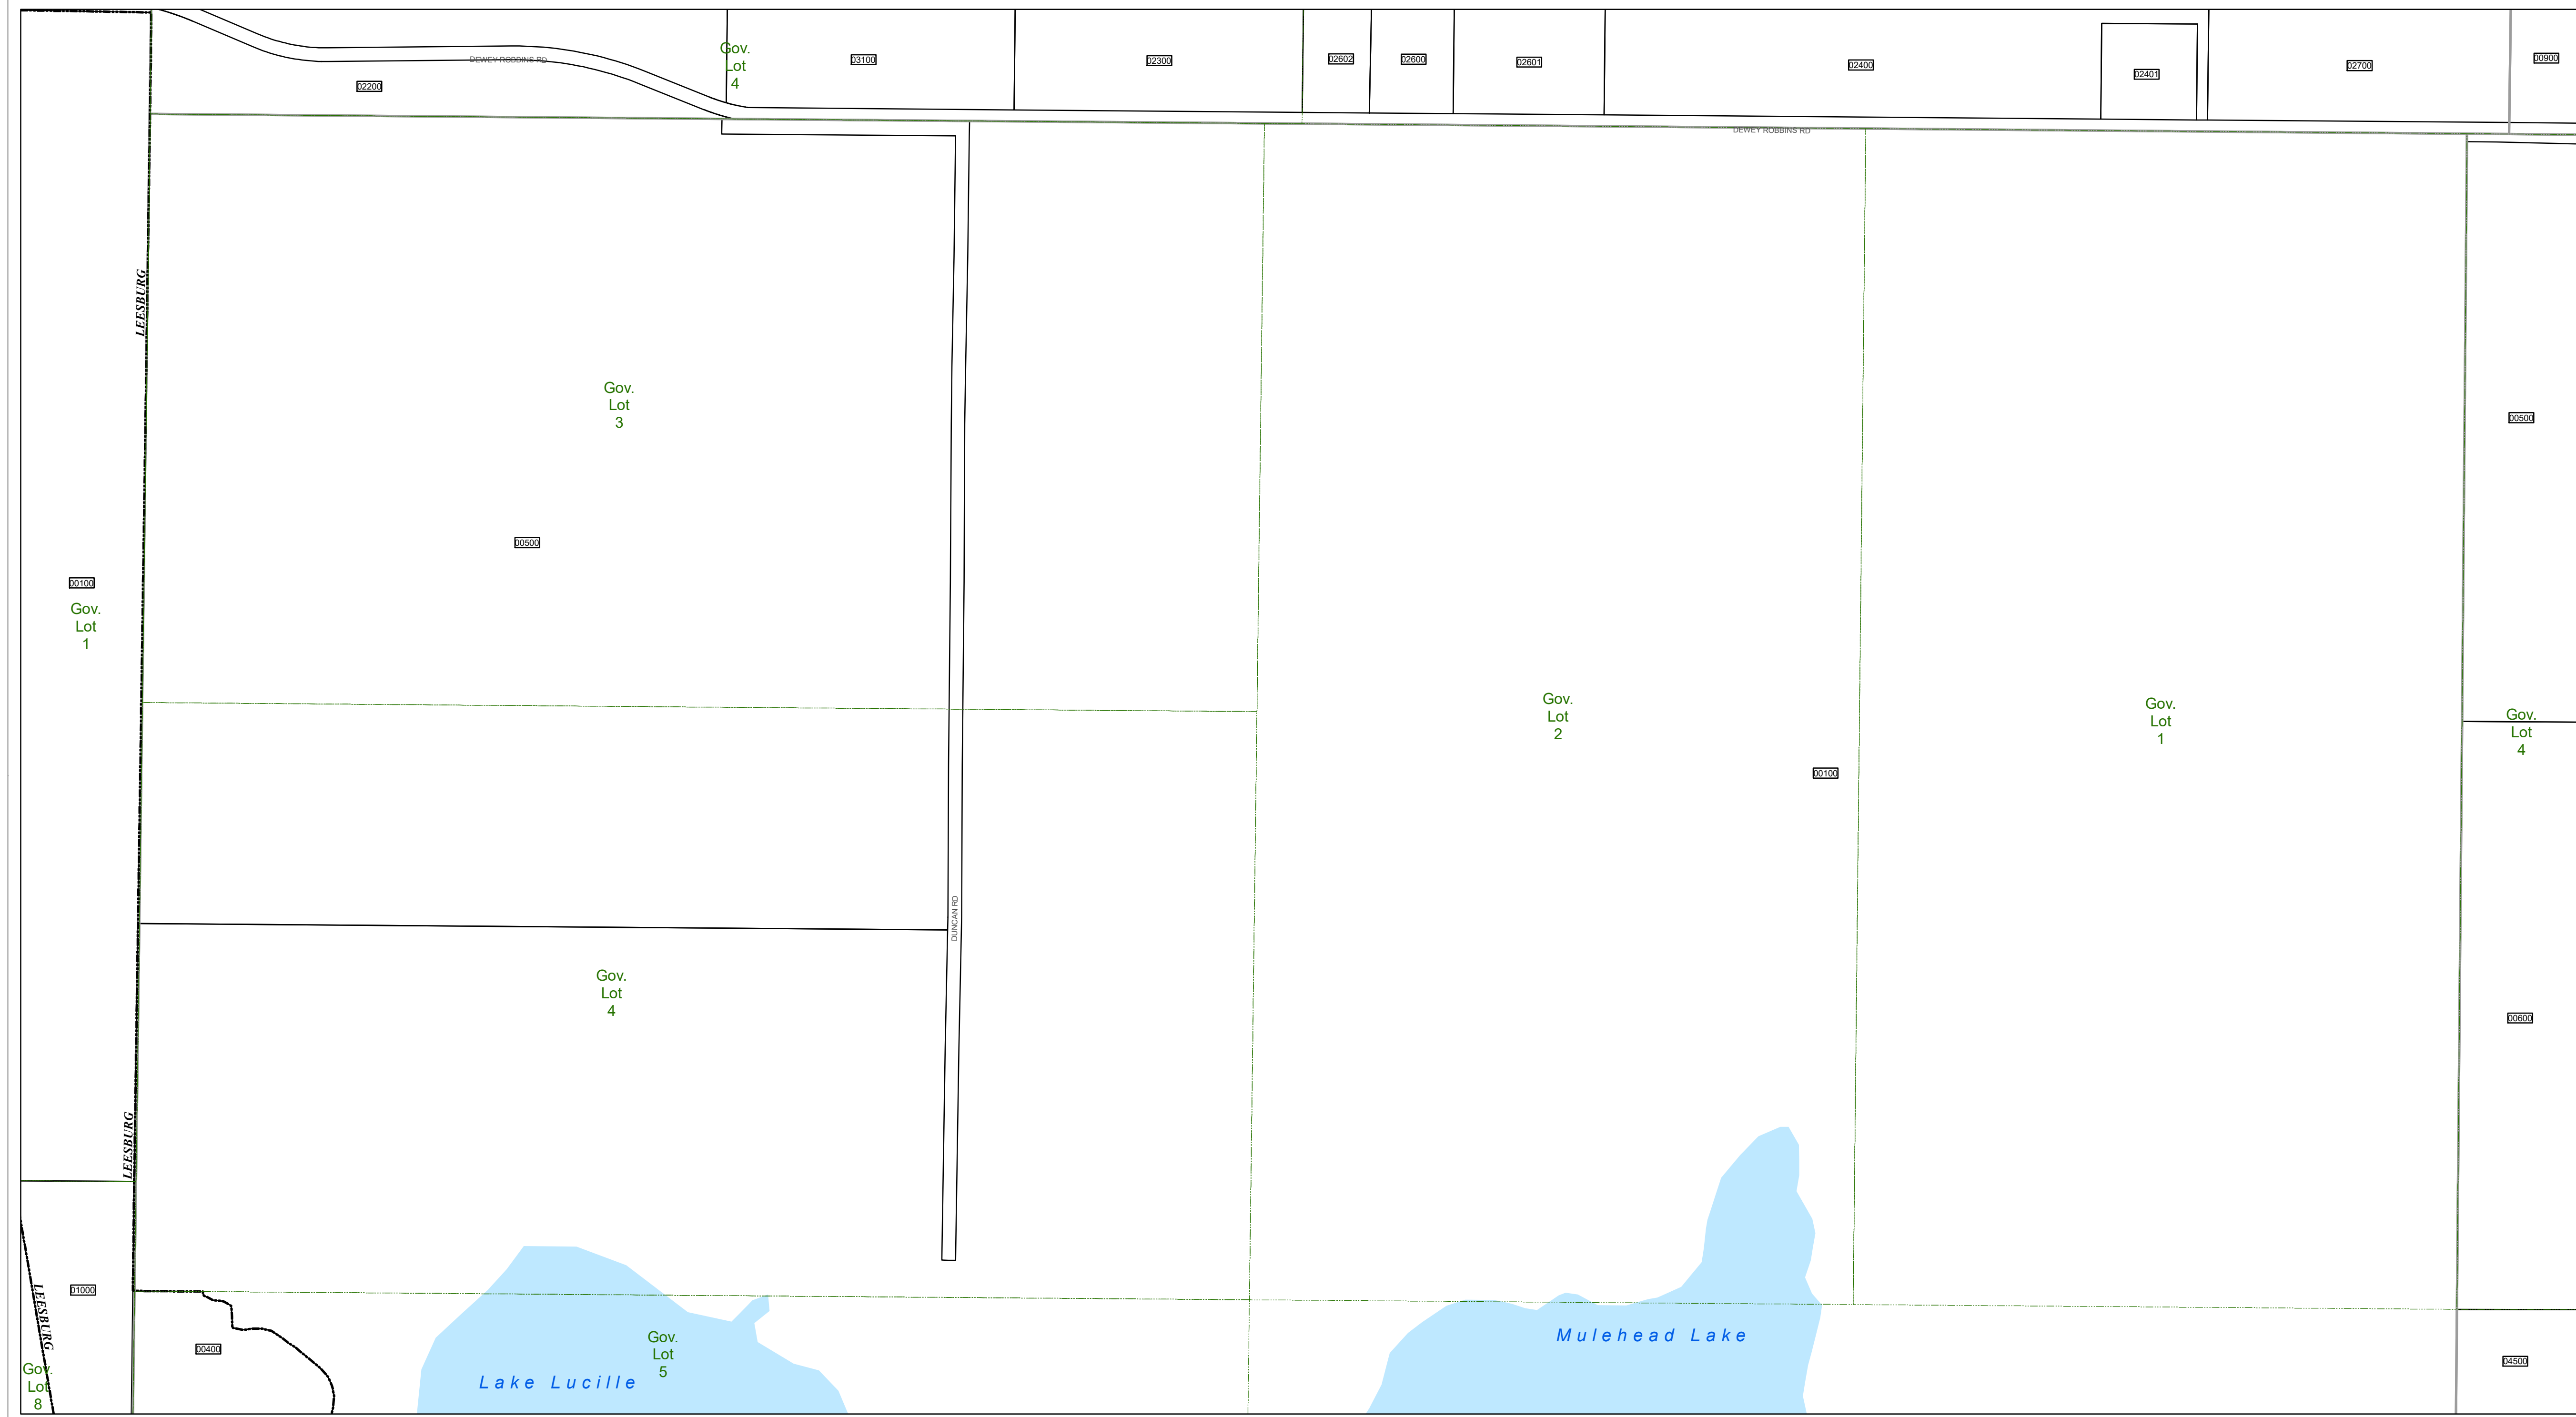 Gov.
Lot
4
03100
02300
02602
02600
02601
02400
02401
02700
00900
DEWEY ROBBINS RD
02200
DEWEY ROBBINS RD
LEESBURG
Gov.
Lot
3
00500
00500
00100
Gov.
Lot
1
Gov.
Lot
2
Gov.
Lot
1
Gov.
Lot
4
00100
DUNCAN RD
Gov.
Lot
4
00600
LEESBURG
01000
LEESBURG
00400
Gov.
Lot
5
Lake Lucille
Mulehead Lake
04500
Gov.
Lot
8